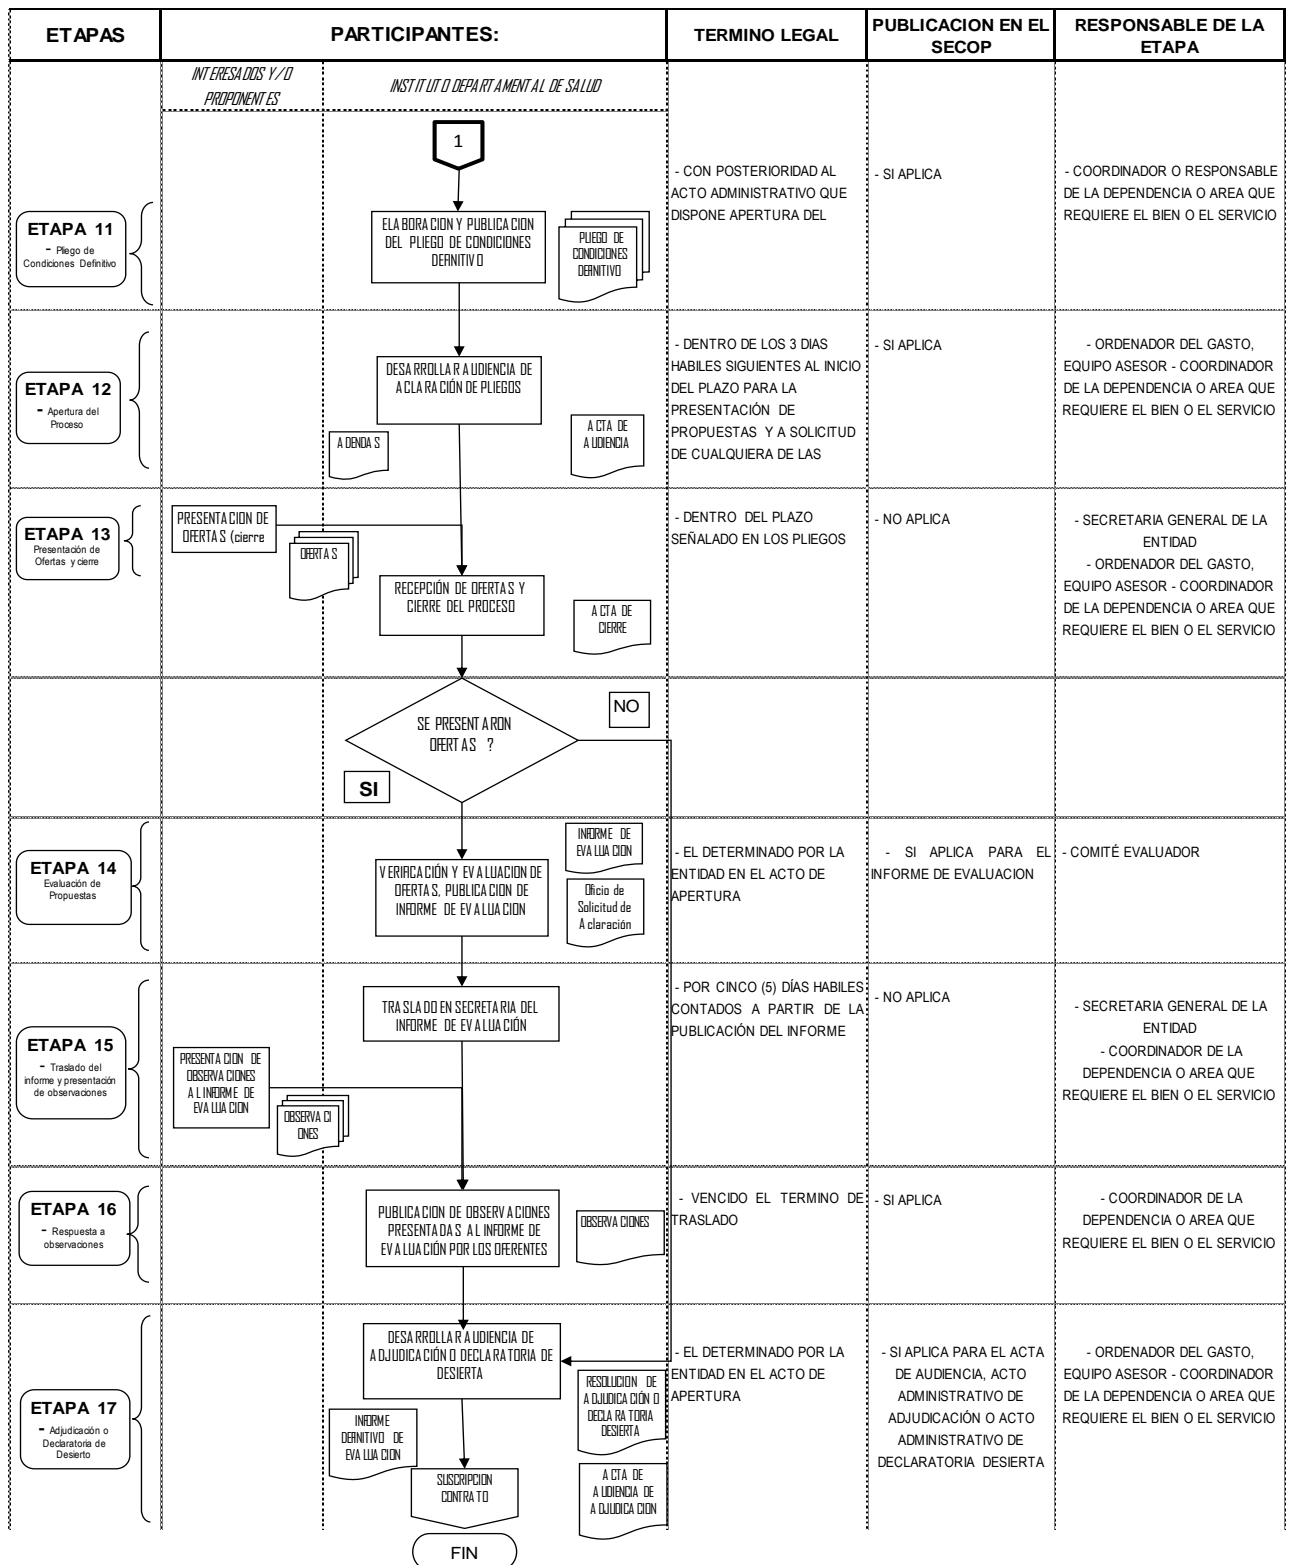 ETAPAS
PARTICIPANTES:
TERMINO LEGAL
PUBLICACION EN EL
SECOP
RESPONSABLE DE LA
ETAPA
INTERESADOS Y/O
PROPONENTES
INSTITUTO DEPARTAMENTAL DE SALUD
1
ETAPA 11
- Pliego de
Condiciones Definitivo
ELABORACION Y PUBLICACION
DEL PLIEGO DE CONDICIONES
DEFINITIVO
PLIEGO DE
CONDICIONES
DEFINITIVO
- CON POSTERIORIDAD AL
ACTO ADMINISTRATIVO QUE
DISPONE APERTURA DEL
- SI APLICA
- COORDINADOR O RESPONSABLE
DE LA DEPENDENCIA O AREA QUE
REQUIERE EL BIEN O EL SERVICIO
ETAPA 12
- Apertura del
Proceso
DESARROLLAR AUDIENCIA DE
ACLARACIÓN DE PLIEGOS
ADENDAS
ACTA DE
AUDIENCIA
- DENTRO DE LOS 3 DIAS
HABILES SIGUIENTES AL INICIO
DEL PLAZO PARA LA
PRESENTACIÓN DE
PROPUESTAS Y A SOLICITUD
DE CUALQUIERA DE LAS
- SI APLICA
- ORDENADOR DEL GASTO,
EQUIPO ASESOR - COORDINADOR
DE LA DEPENDENCIA O AREA QUE
REQUIERE EL BIEN O EL SERVICIO
ETAPA 13
Presentación de
Ofertas y cierre
PRESENTACION DE
OFERTAS (cierre
OFERTAS
RECEPCIÓN DE OFERTAS Y
CIERRE DEL PROCESO
ACTA DE
CIERRE
- DENTRO DEL PLAZO
SEÑALADO EN LOS PLIEGOS
- NO APLICA
- SECRETARIA GENERAL DE LA
ENTIDAD
- ORDENADOR DEL GASTO,
EQUIPO ASESOR - COORDINADOR
DE LA DEPENDENCIA O AREA QUE
REQUIERE EL BIEN O EL SERVICIO
SE PRESENTARON
OFERTAS ?
NO
SI
ETAPA 14
Evaluación de
Propuestas
VERIFICACIÓN Y EVALUACION DE
OFERTAS, PUBLICACION DE
INFORME DE EVALUACION
INFORME DE
EVALUACION
Oficio de
Solicitud de
Aclaración
- EL DETERMINADO POR LA
ENTIDAD EN EL ACTO DE
APERTURA
- SI APLICA PARA EL
INFORME DE EVALUACION
- COMITÉ EVALUADOR
ETAPA 15
- Traslado del
informe y presentación
de observaciones
TRASLADO EN SECRETARIA DEL
INFORME DE EVALUACIÓN
PRESENTACION DE
OBSERVACIONES
AL INFORME DE
EVALUACION
OBSERVACI
ONES
- POR CINCO (5) DÍAS HABILES
CONTADOS A PARTIR DE LA
PUBLICACIÓN DEL INFORME
- NO APLICA
- SECRETARIA GENERAL DE LA
ENTIDAD
- COORDINADOR DE LA
DEPENDENCIA O AREA QUE
REQUIERE EL BIEN O EL SERVICIO
ETAPA 16
- Respuesta a
observaciones
PUBLICACION DE OBSERVACIONES
PRESENTADAS AL INFORME DE
EVALUACIÓN POR LOS OFERENTES
OBSERVACIONES
- VENCIDO EL TERMINO DE
TRASLADO
- SI APLICA
- COORDINADOR DE LA
DEPENDENCIA O AREA QUE
REQUIERE EL BIEN O EL SERVICIO
ETAPA 17
- Adjudicación o
Declaratoria de
Desierto
DESARROLLAR AUDIENCIA DE
ADJUDICACIÓN O DECLARATORIA DE
DESIERTA
INFORME
DEFINITIVO DE
EVALUACION
RESOLUCION DE
ADJUDICACIÓN O
DECLARATORIA
DESIERTA
SUSCRIPCION
CONTRATO
ACTA DE
AUDIENCIA DE
ADJUDICACION
- EL DETERMINADO POR LA
ENTIDAD EN EL ACTO DE
APERTURA
- SI APLICA PARA EL ACTA
DE AUDIENCIA, ACTO
ADMINISTRATIVO DE
ADJUDICACIÓN O ACTO
ADMINISTRATIVO DE
DECLARATORIA DESIERTA
- ORDENADOR DEL GASTO,
EQUIPO ASESOR - COORDINADOR
DE LA DEPENDENCIA O AREA QUE
REQUIERE EL BIEN O EL SERVICIO
FIN